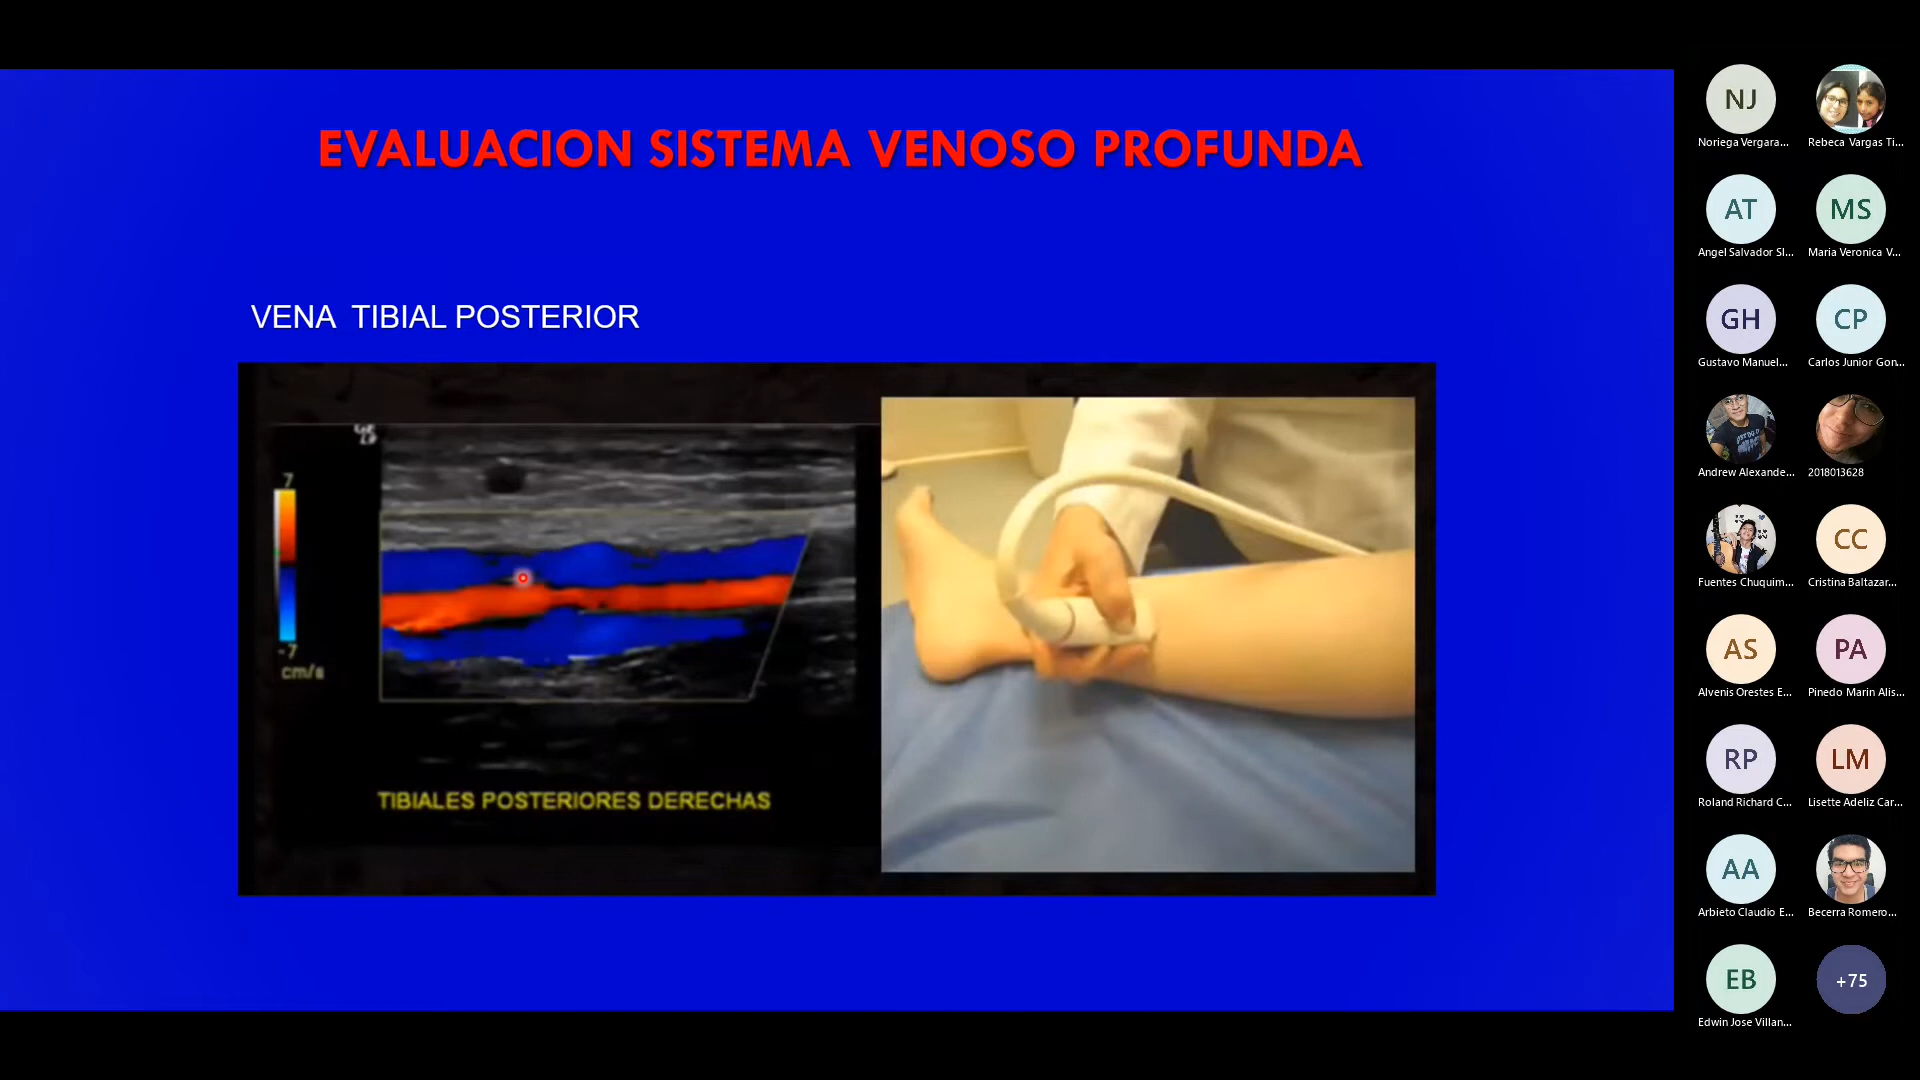 EVALUACION SISTEMA VENOSO PROFUNDA
VENA TIBIAL POSTERIOR
7
-7
cm/s
TIBIALES POSTERIORES DERECHAS
NJ
Noriega Vergara...
Rebeca Vargas Ti...
AT
Angel Salvador Sl...
MS
Maria Veronica V...
GH
Gustavo Manuel...
CP
Carlos Junior Gon...
Andrew Alexande...
2018013628
Fuentes Chuquim...
CC
Cristina Baltazar...
AS
Alvenis Orestes E...
PA
Pinedo Marin Alis...
RP
Roland Richard C...
LM
Lisette Adeliz Car...
AA
Arbieto Claudio E...
Becerra Romero...
EB
Edwin Jose Villan...
+75